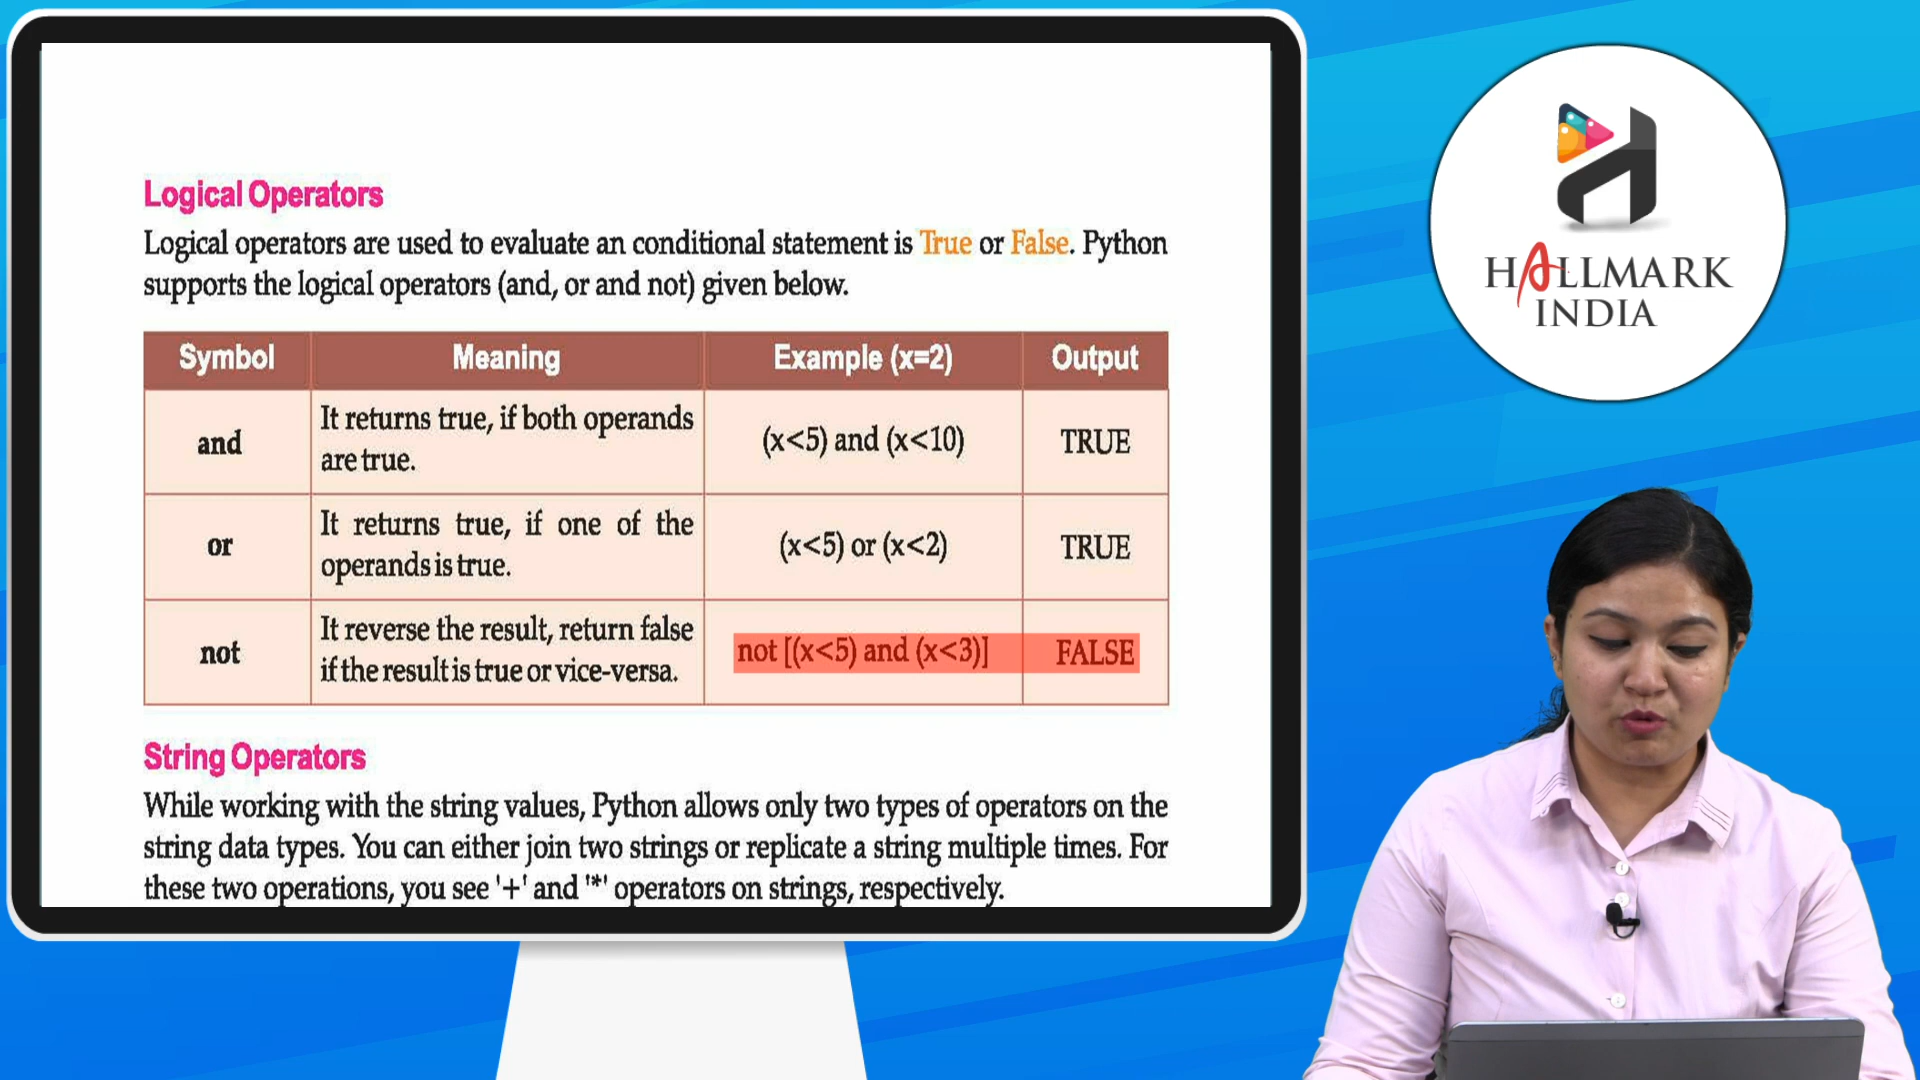 Logical Operators
Logical operators are used to evaluate an conditional statement is True or False. Python
supports the logical operators (and, or and not) given below.
Symbol Meaning Example (x=2) Output
and It returns true, if both operands are true. (x<5) and (x<10) TRUE
or It returns true, if one of the operands is true. (x<5) or (x<2) TRUE
not It reverse the result, return false if the result is true or vice-versa. not [(x<5) and (x<3)] FALSE
String Operators
While working with the string values, Python allows only two types of operators on the
string data types. You can either join two strings or replicate a string multiple times. For
these two operations, you see '+' and '*' operators on strings, respectively.
HALLMARK
INDIA